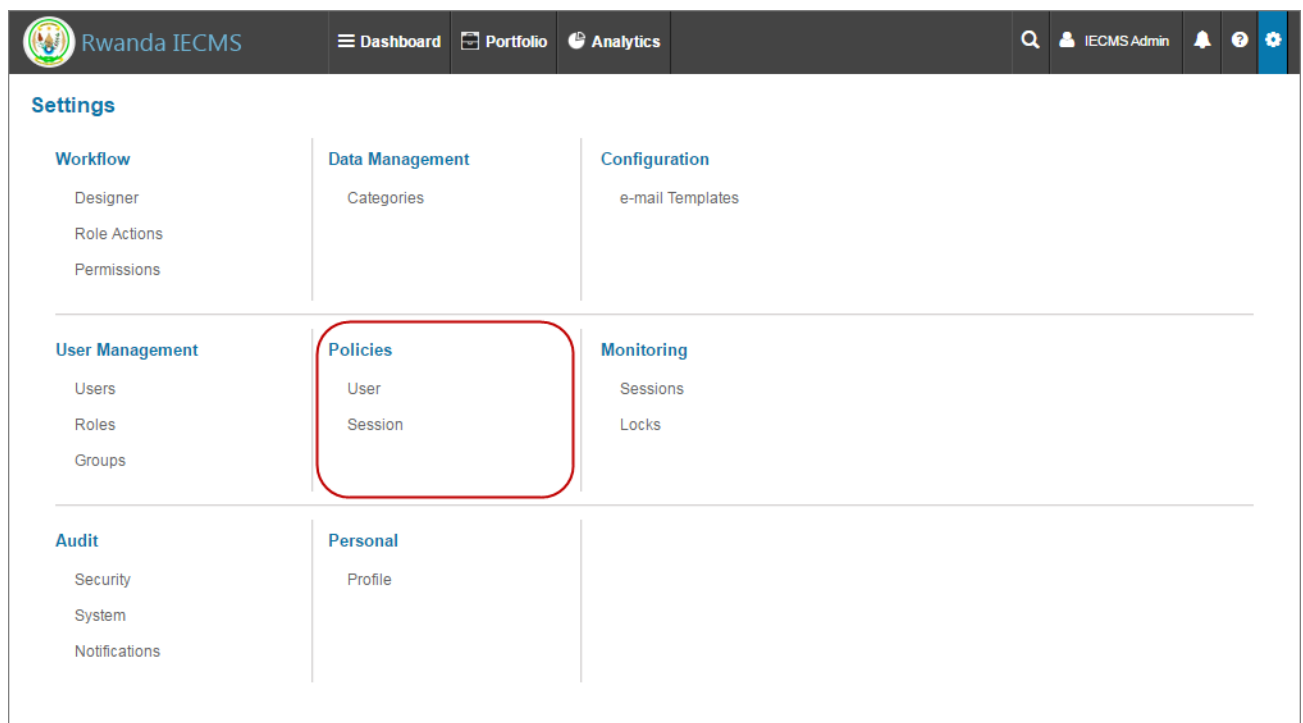 Rwanda IECMS
Dashboard
Portfolio
Analytics
IECMS Admin
Settings
Workflow
Designer
Role Actions
Permissions
Data Management
Categories
Configuration
e-mail Templates
User Management
Users
Roles
Groups
Policies
User
Session
Monitoring
Sessions
Locks
Audit
Security
System
Notifications
Personal
Profile